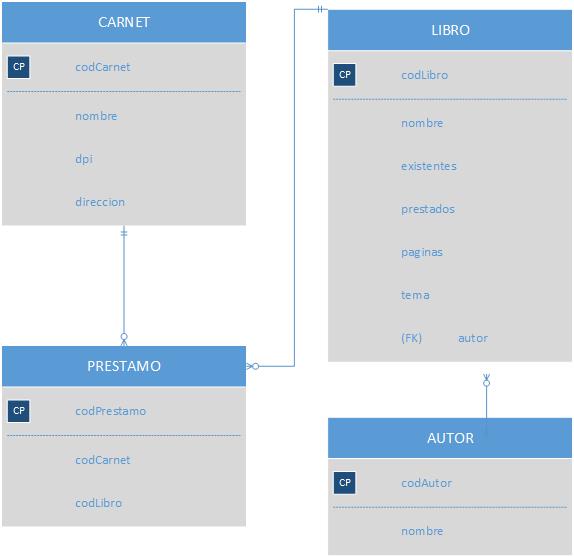 CARNET
CP codCarnet
nombre
dpi
direccion
LIBRO
CP codLibro
nombre
existentes
prestados
paginas
tema
(FK) autor
PRESTAMO
CP codPrestamo
codCarnet
codLibro
AUTOR
CP codAutor
nombre